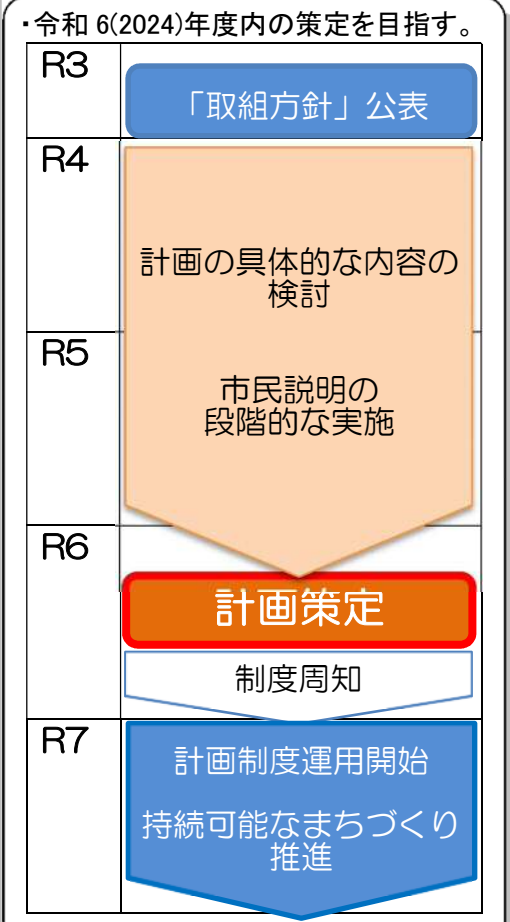 ・令和 6(2024)年度内の策定を目指す。
R3
「取組方針」公表
R4
計画の具体的な内容の
検討
R5
市民説明の
段階的な実施
R6
計画策定
制度周知
R7
計画制度運用開始
持続可能なまちづくり
推進